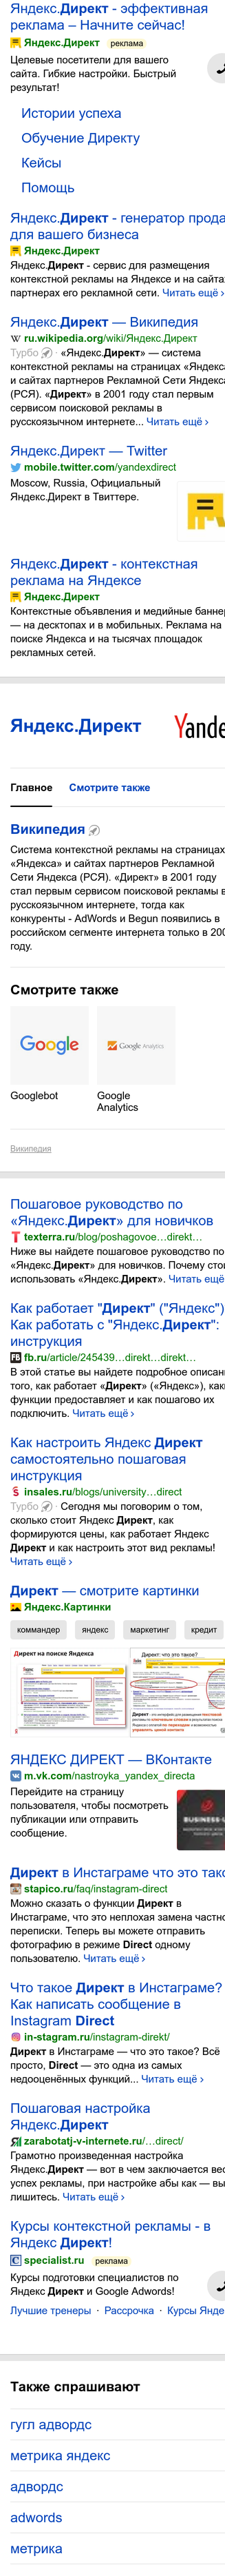 Яндекс.Директ - эффективная
реклама – Начните сейчас!
Яндекс.Директ реклама
Целевые посетители для вашего
сайта. Гибкие настройки. Быстрый
результат!
Истории успеха
Обучение Директу
Кейсы
Помощь
Яндекс.Директ - генератор прода
для вашего бизнеса
Яндекс.Директ
Яндекс.Директ - сервис для размещения
контекстной рекламы на Яндексе и на сайта
партнерах его рекламной сети. Читать ещё ›
Яндекс.Директ — Википедия
W ru.wikipedia.org/wiki/Яндекс.Директ
Турбо · «Яндекс.Директ» — система
контекстной рекламы на страницах «Яндекс
и сайтах партнеров Рекламной Сети Яндекс
(РСЯ). «Директ» в 2001 году стал первым
сервисом поисковой рекламы в
русскоязычном интернете... Читать ещё ›
Яндекс.Директ — Twitter
mobile.twitter.com/yandexdirect
Moscow, Russia, Официальный
Яндекс.Директ в Твиттере.
Яндекс.Директ - контекстная
реклама на Яндексе
Яндекс.Директ
Контекстные объявления и медийные баннер
— на десктопах и в мобильных. Реклама на
поиске Яндекса и на тысячах площадок
рекламных сетей.
Яндекс.Директ Yande
Главное Смотрите также
Википедия
Система контекстной рекламы на страницах
«Яндекса» и сайтах партнеров Рекламной
Сети Яндекса (РСЯ). «Директ» в 2001 году
стал первым сервисом поисковой рекламы в
русскоязычном интернете, тогда как
конкуренты - AdWords и Begun появились в
российском сегменте интернета только в 200
году.
Смотрите также
Google Google Analytics
Googlebot Google
Analytics
Википедия
Пошаговое руководство по
«Яндекс.Директ» для новичков
texterra.ru/blog/poshagovoe…direkt…
Ниже вы найдете пошаговое руководство по
«Яндекс.Директ» для новичков. Почему сто
использовать «Яндекс.Директ». Читать ещё
Как работает "Директ" ("Яндекс")
Как работать с "Яндекс.Директ":
инструкция
FB fb.ru/article/245439…direkt…direkt…
В этой статье вы найдете подробное описан
того, как работает «Директ» («Яндекс»), как
функции предоставляет и как пошагово их
подключить. Читать ещё ›
Как настроить Яндекс Директ
самостоятельно пошаговая
инструкция
insales.ru/blogs/university…direct
Турбо · Сегодня мы поговорим о том,
сколько стоит Яндекс Директ, как
формируются цены, как работает Яндекс
Директ и как настроить этот вид рекламы!
Читать ещё ›
Директ — смотрите картинки
Яндекс.Картинки
коммандер яндекс маркетинг кредит
Директ на поиске Яндекса Директ: что это такое?
ЯНДЕКС ДИРЕКТ — ВКонтакте
m.vk.com/nastroyka_yandex_directa
Перейдите на страницу
пользователя, чтобы посмотреть
публикации или отправить
сообщение.
BUSINESS-U
Директ в Инстаграме что это такс
stapico.ru/faq/instagram-direct
Можно сказать о функции Директ в
Инстаграме, что это неплохая замена частно
переписки. Теперь вы можете отправить
фотографию в режиме Direct одному
пользователю. Читать ещё ›
Что такое Директ в Инстаграме?
Как написать сообщение в
Instagram Direct
in-stagram.ru/instagram-direkt/
Директ в Инстаграме — что это такое? Всё
просто, Direct — это одна из самых
недооценённых функций... Читать ещё ›
Пошаговая настройка
Яндекс.Директ
zarabotatj-v-internete.ru/…direct/
Грамотно произведенная настройка
Яндекс.Директ — вот в чем заключается вес
успех рекламы, при настройке абы как — вы
лишитесь. Читать ещё ›
Курсы контекстной рекламы - в
Яндекс Директ!
specialist.ru реклама
Курсы подготовки специалистов по
Яндекс Директ и Google Adwords!
Лучшие тренеры · Рассрочка · Курсы Янде
Также спрашивают
гугл адвордс
метрика яндекс
адвордс
adwords
метрика